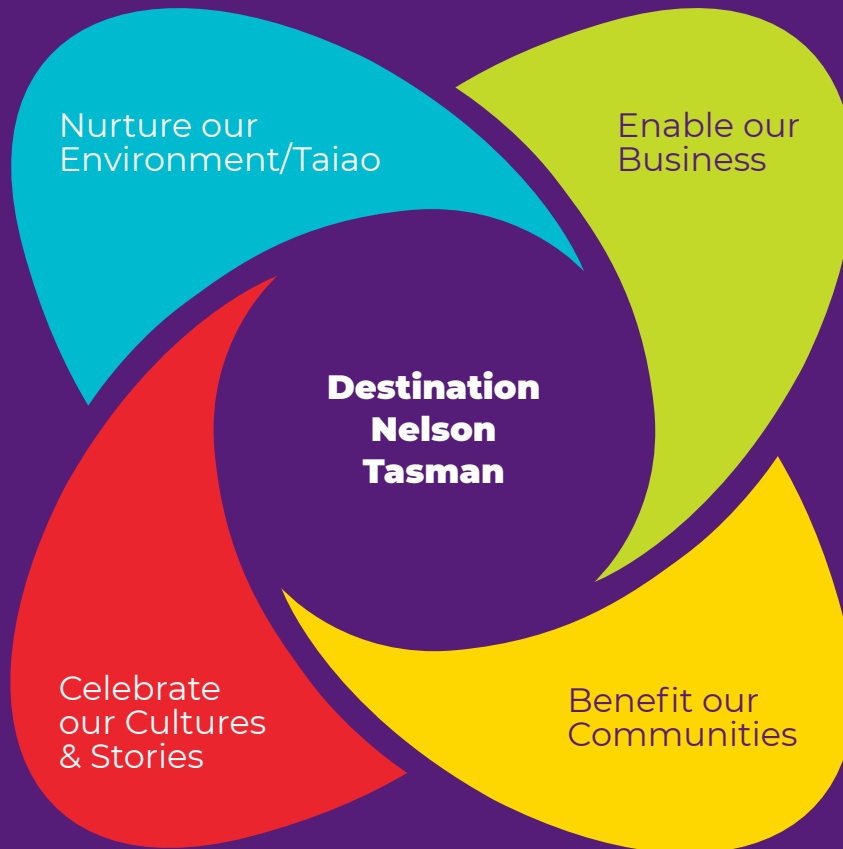 Nurture our
Environment/Taiao
Enable our
Business
Destination
Nelson
Tasman
Celebrate
our Cultures
& Stories
Benefit our
Communities